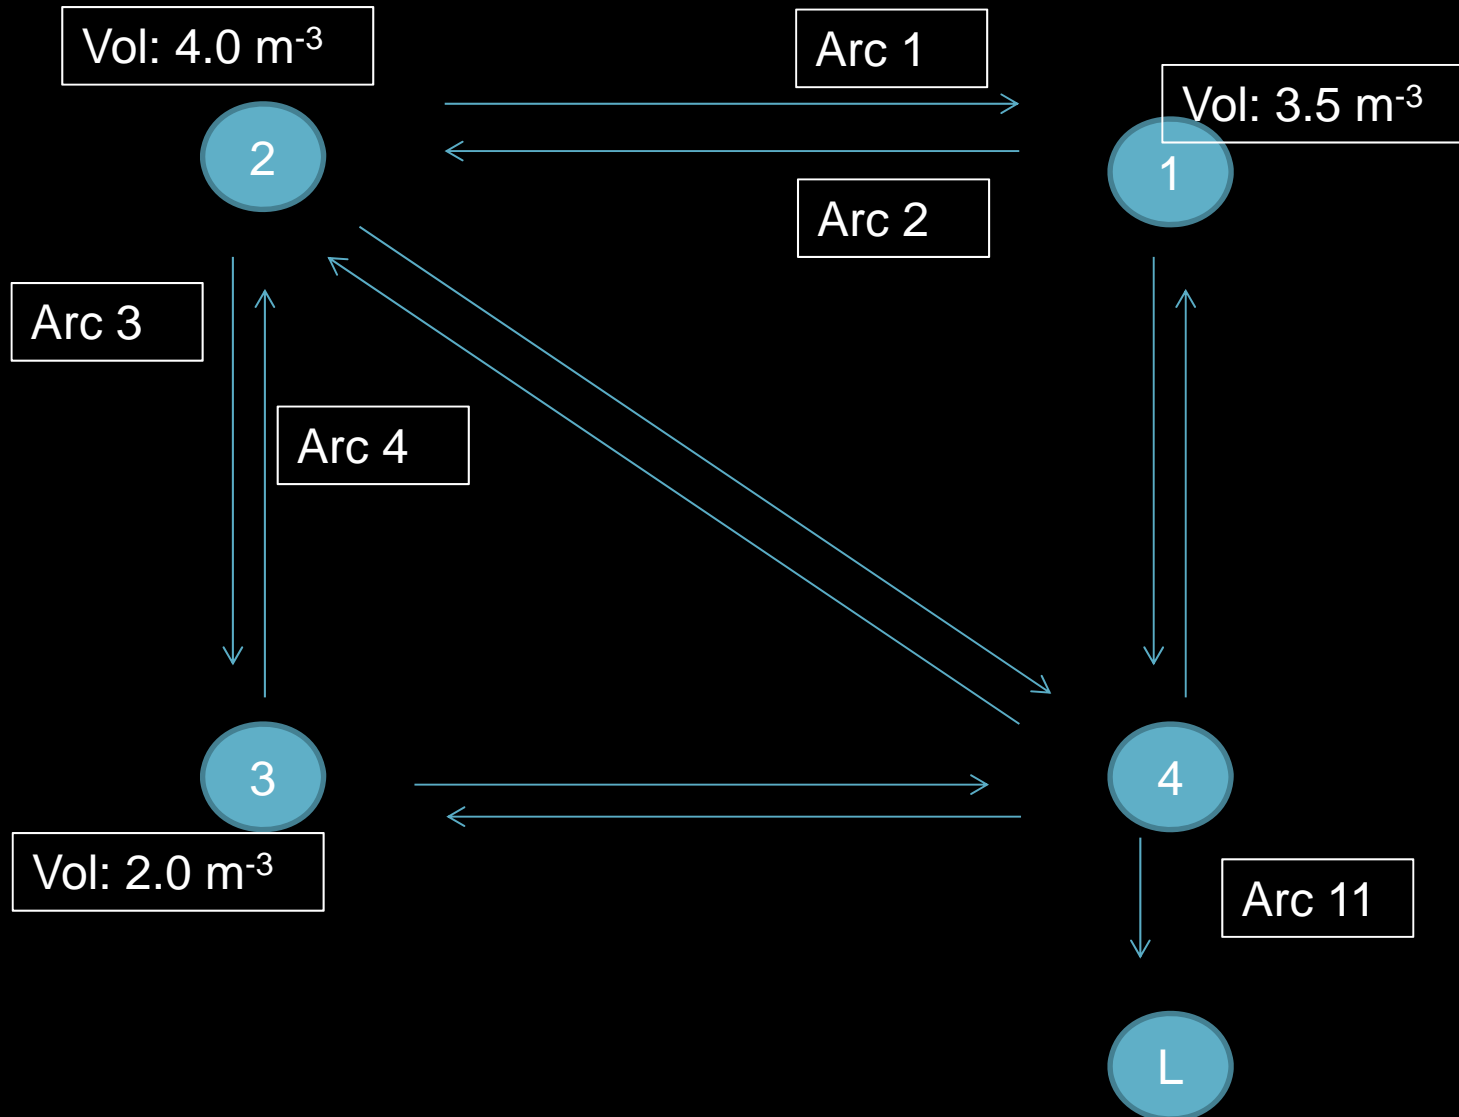 Vol: 4.0 m⁻³
Arc 1
Vol: 3.5 m⁻³
2
1
Arc 2
Arc 3
Arc 4
3
4
Vol: 2.0 m⁻³
Arc 11
L